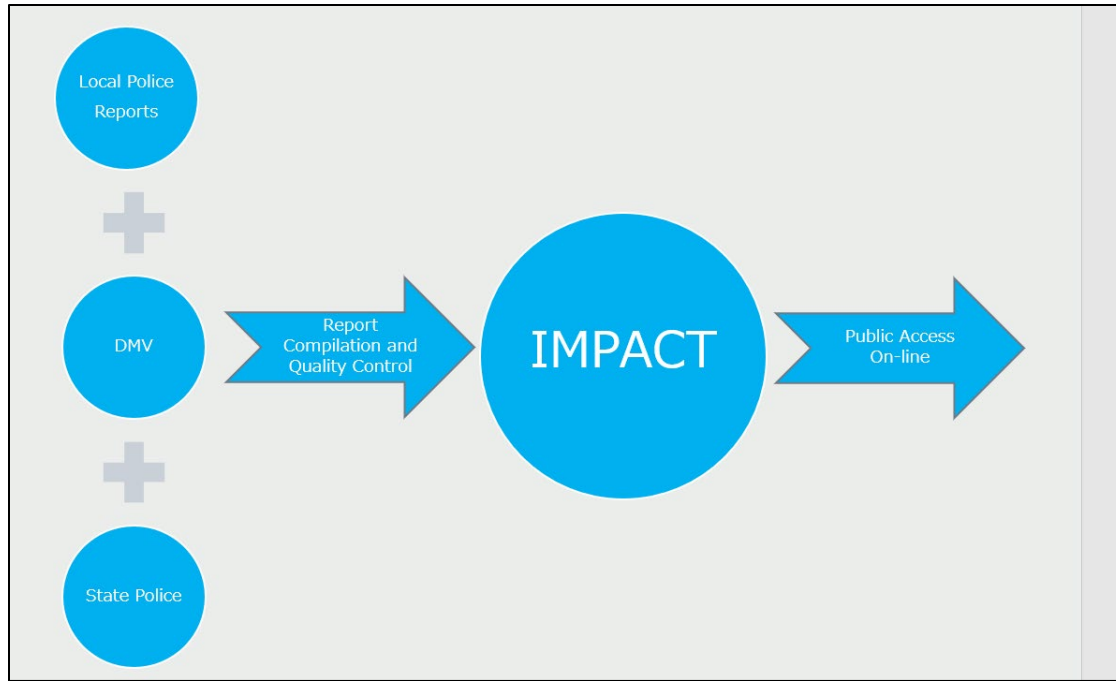 Local Police
Reports
DMV
Report
Compilation and
Quality Control
IMPACT
Public Access
On-line
State Police